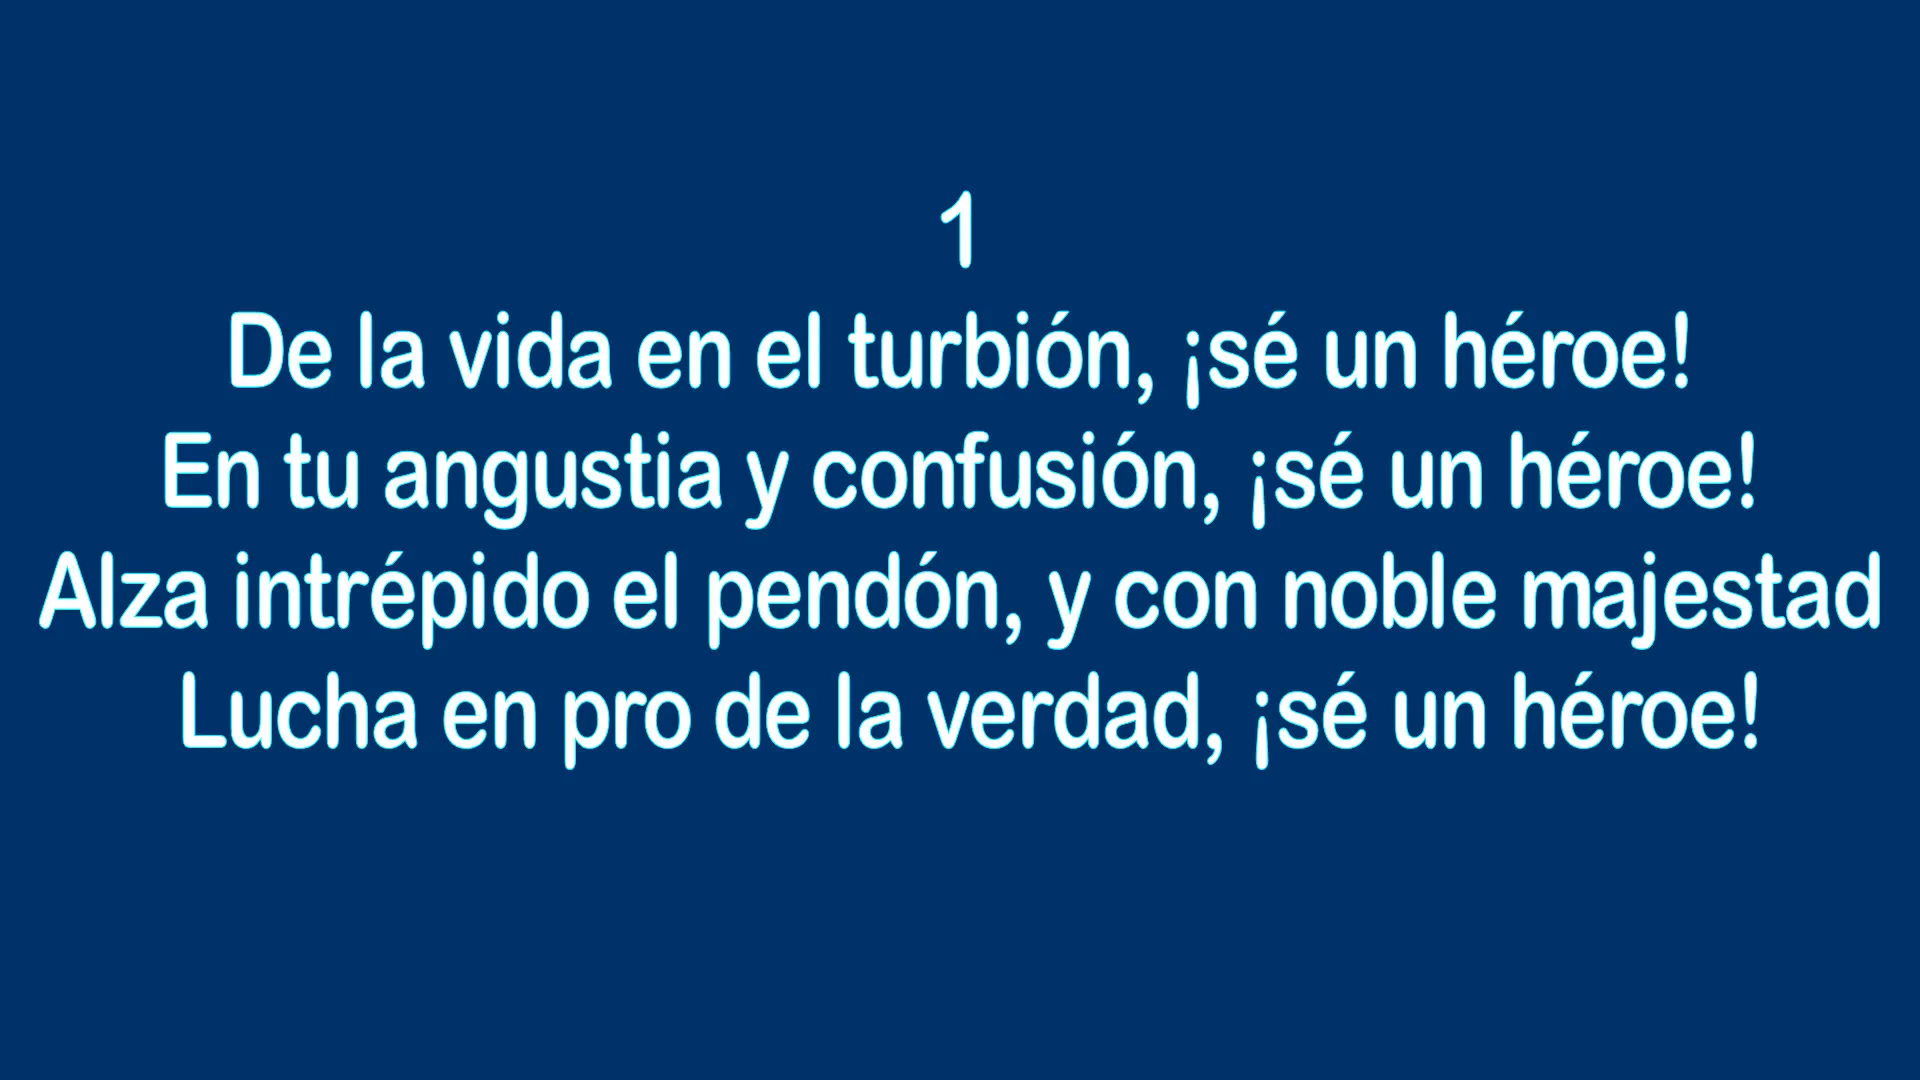 1
De la vida en el turbión, ¡sé un héroe!
En tu angustia y confusión, ¡sé un héroe!
Alza intrépido el pendón, y con noble majestad
Lucha en pro de la verdad, ¡sé un héroe!